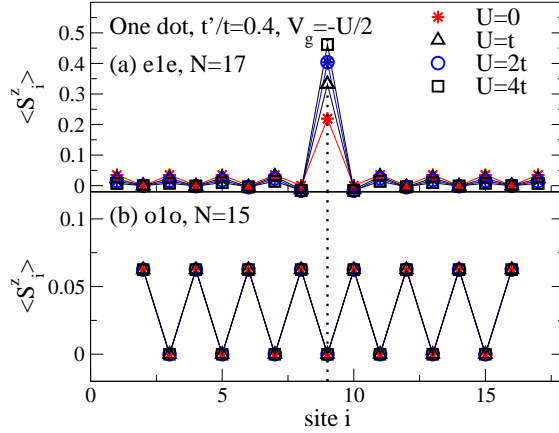 One dot, t'/t=0.4, V_g=-U/2
(a) e1e, N=17
U=0
U=t
U=2t
U=4t
<S^z_i>
0.5
0.4
0.3
0.2
0.1
0
(b) o1o, N=15
<S^z_i>
0.1
0.05
0
0 5 10 15
site i